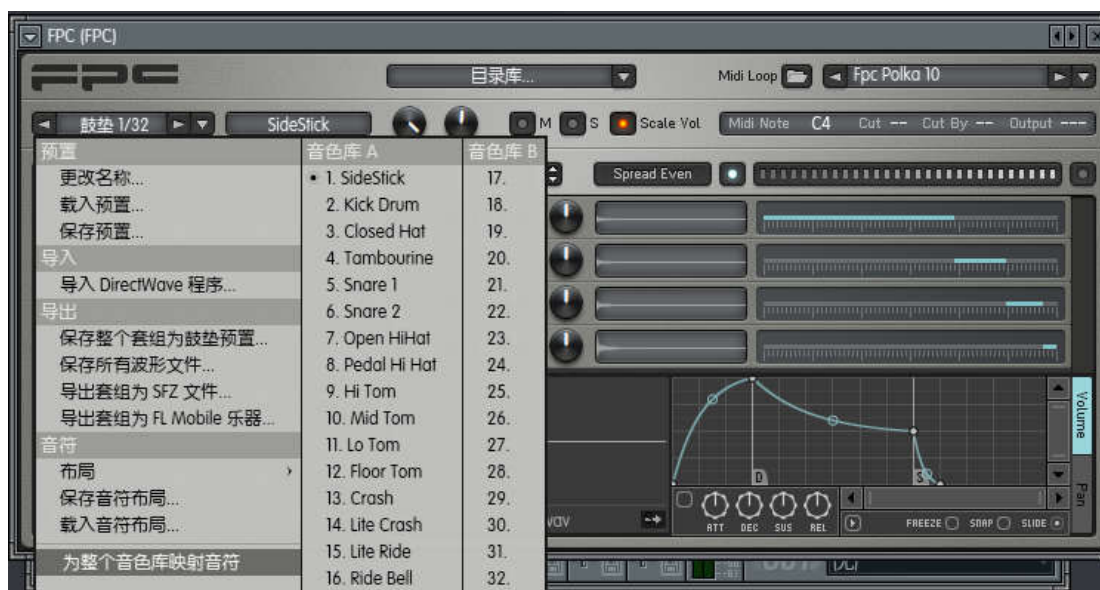 FPC (FPC)
FPC
目录库...
Midi Loop
Fpc Polka 10
鼓垫 1/32
SideStick
M
S
Scale Vol
Midi Note C4 Cut -- Cut By -- Output ---
Spread Even
预置
更改名称...
载入预置...
保存预置...
导入
导入 DirectWave 程序...
导出
保存整个套组为鼓垫预置...
保存所有波形文件...
导出套组为 SFZ 文件...
导出套组为 FL Mobile 乐器...
音符
布局
保存音符布局...
载入音符布局...
为整个音色库映射音符
音色库 A
1. SideStick
2. Kick Drum
3. Closed Hat
4. Tambourine
5. Snare 1
6. Snare 2
7. Open HiHat
8. Pedal Hi Hat
9. Hi Tom
10. Mid Tom
11. Lo Tom
12. Floor Tom
13. Crash
14. Lite Crash
15. Lite Ride
16. Ride Bell
音色库 B
17.
18.
19.
20.
21.
22.
23.
24.
25.
26.
27.
28.
29.
30.
31.
32.
D
S
Volume
Pan
wav
ATT DEC SUS REL
FREEZE SNAP SLIDE